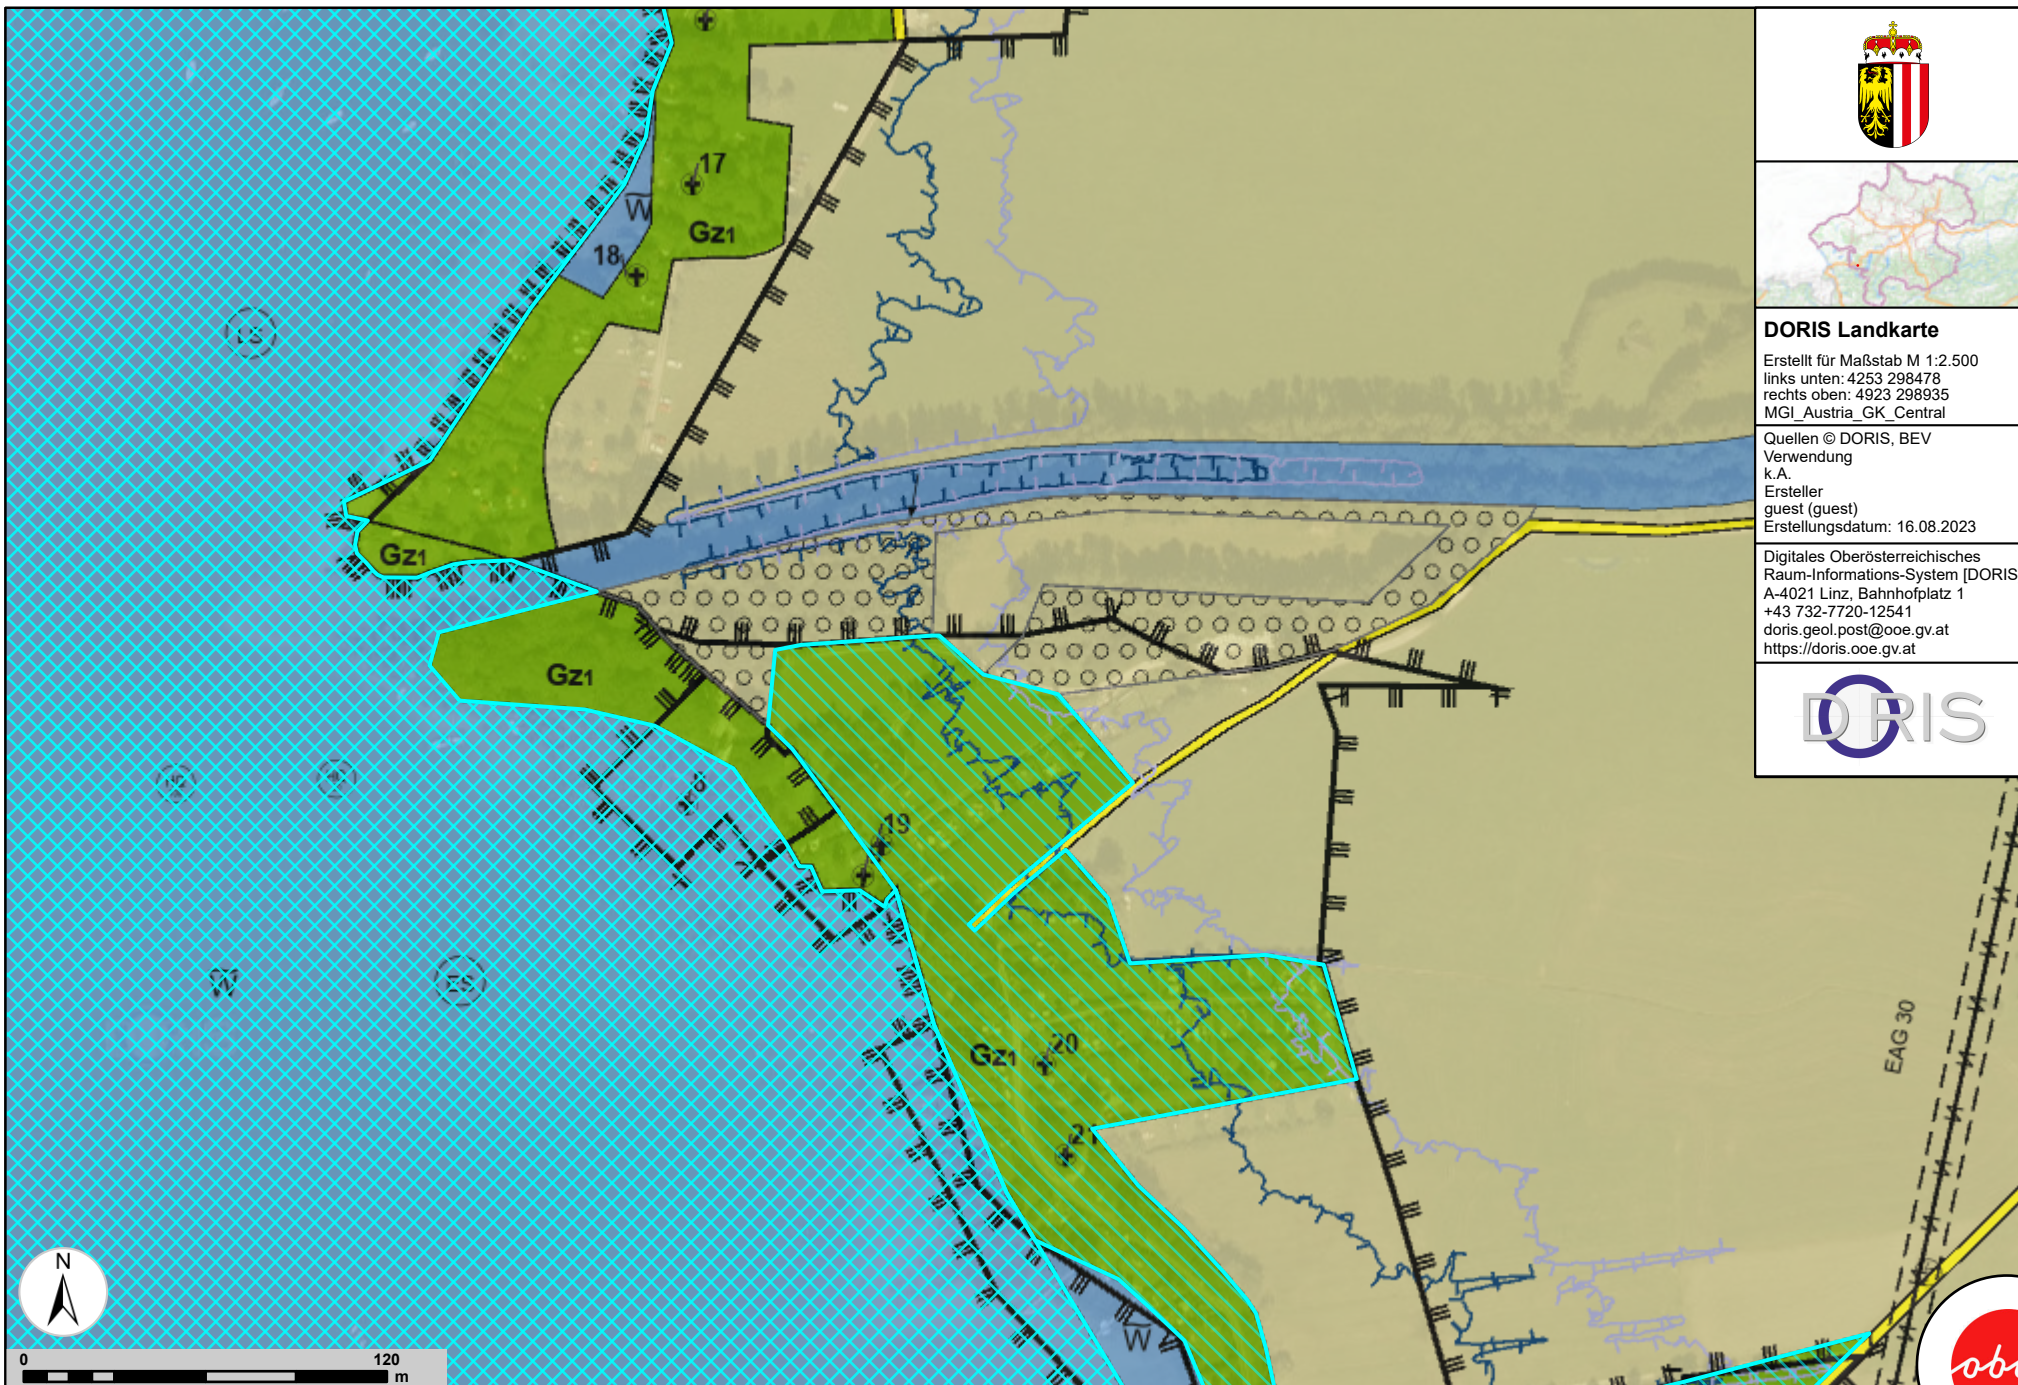 17
W
Gz1
18
Gz1
Gz1
19
W
Gz1
20
21
W
EAG 30
N
0 120
m
DORIS Landkarte
Erstellt für Maßstab M 1:2.500
links unten: 4253 298478
rechts oben: 4923 298935
MGI_Austria_GK_Central
Quellen © DORIS, BEV
Verwendung
k.A.
Ersteller
guest (guest)
Erstellungsdatum: 16.08.2023
Digitales Oberösterreichisches
Raum-Informations-System [DORIS
A-4021 Linz, Bahnhofplatz 1
+43 732-7720-12541
doris.geol.post@ooe.gv.at
https://doris.ooe.gv.at
DORIS